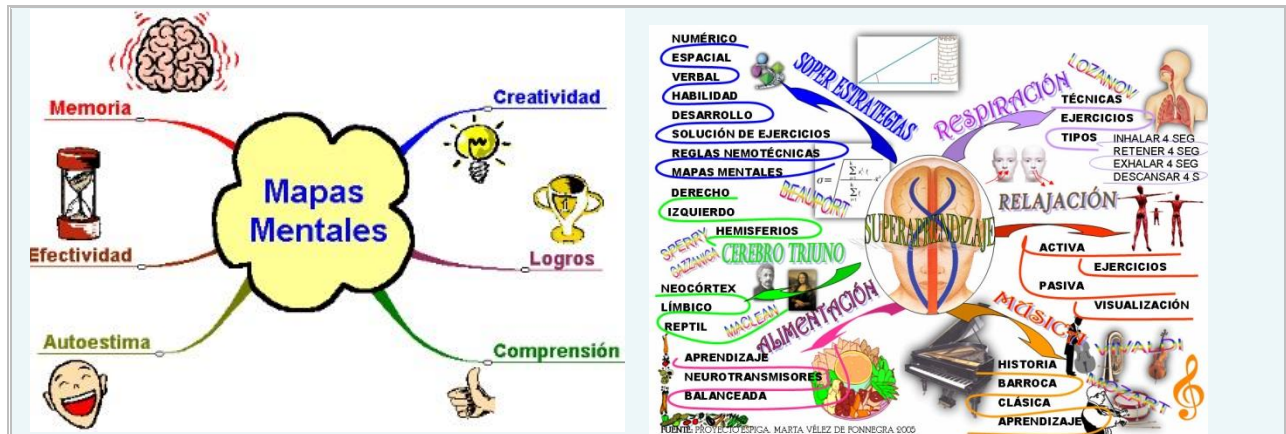 Memoria
Creatividad
Mapas
Mentales
Efectividad
Logros
Autoestima
Comprensión
NUMÉRICO
ESPACIAL
VERBAL
HABILIDAD
DESARROLLO
SOLUCIÓN DE EJERCICIOS
REGLAS NEMOTÉCNICAS
MAPAS MENTALES
SÚPER ESTRATEGIAS
BEAUPORT
DERECHO
IZQUIERDO
HEMISFERIOS
SPERRY
GAZZANICA
CEREBRO TRIUNO
NEOCÓRTEX
LÍMBICO
REPTIL
MACLEAN
ALIMENTACIÓN
APRENDIZAJE
NEUROTRANSMISORES
BALANCEADA
SUPERAPRENDIZAJE
RESPIRACIÓN
LOZANOV
TÉCNICAS
EJERCICIOS
TIPOS
INHALAR 4 SEG
RETENER 4 SEG
EXHALAR 4 SEG
DESCANSAR 4 S
RELAJACIÓN
ACTIVA
EJERCICIOS
PASIVA
VISUALIZACIÓN
MÚSICA
VIVALDI
MOZART
HISTORIA
BARROCA
CLÁSICA
APRENDIZAJE
FUENTE: PROYECTO ESPIGA. MARTA VÉLEZ DE PONNEGRA 2005